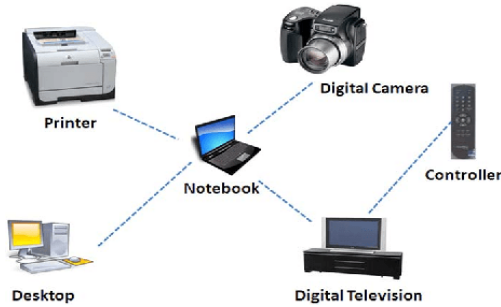 Digital Camera
Printer
Controller
Notebook
Desktop
Digital Television